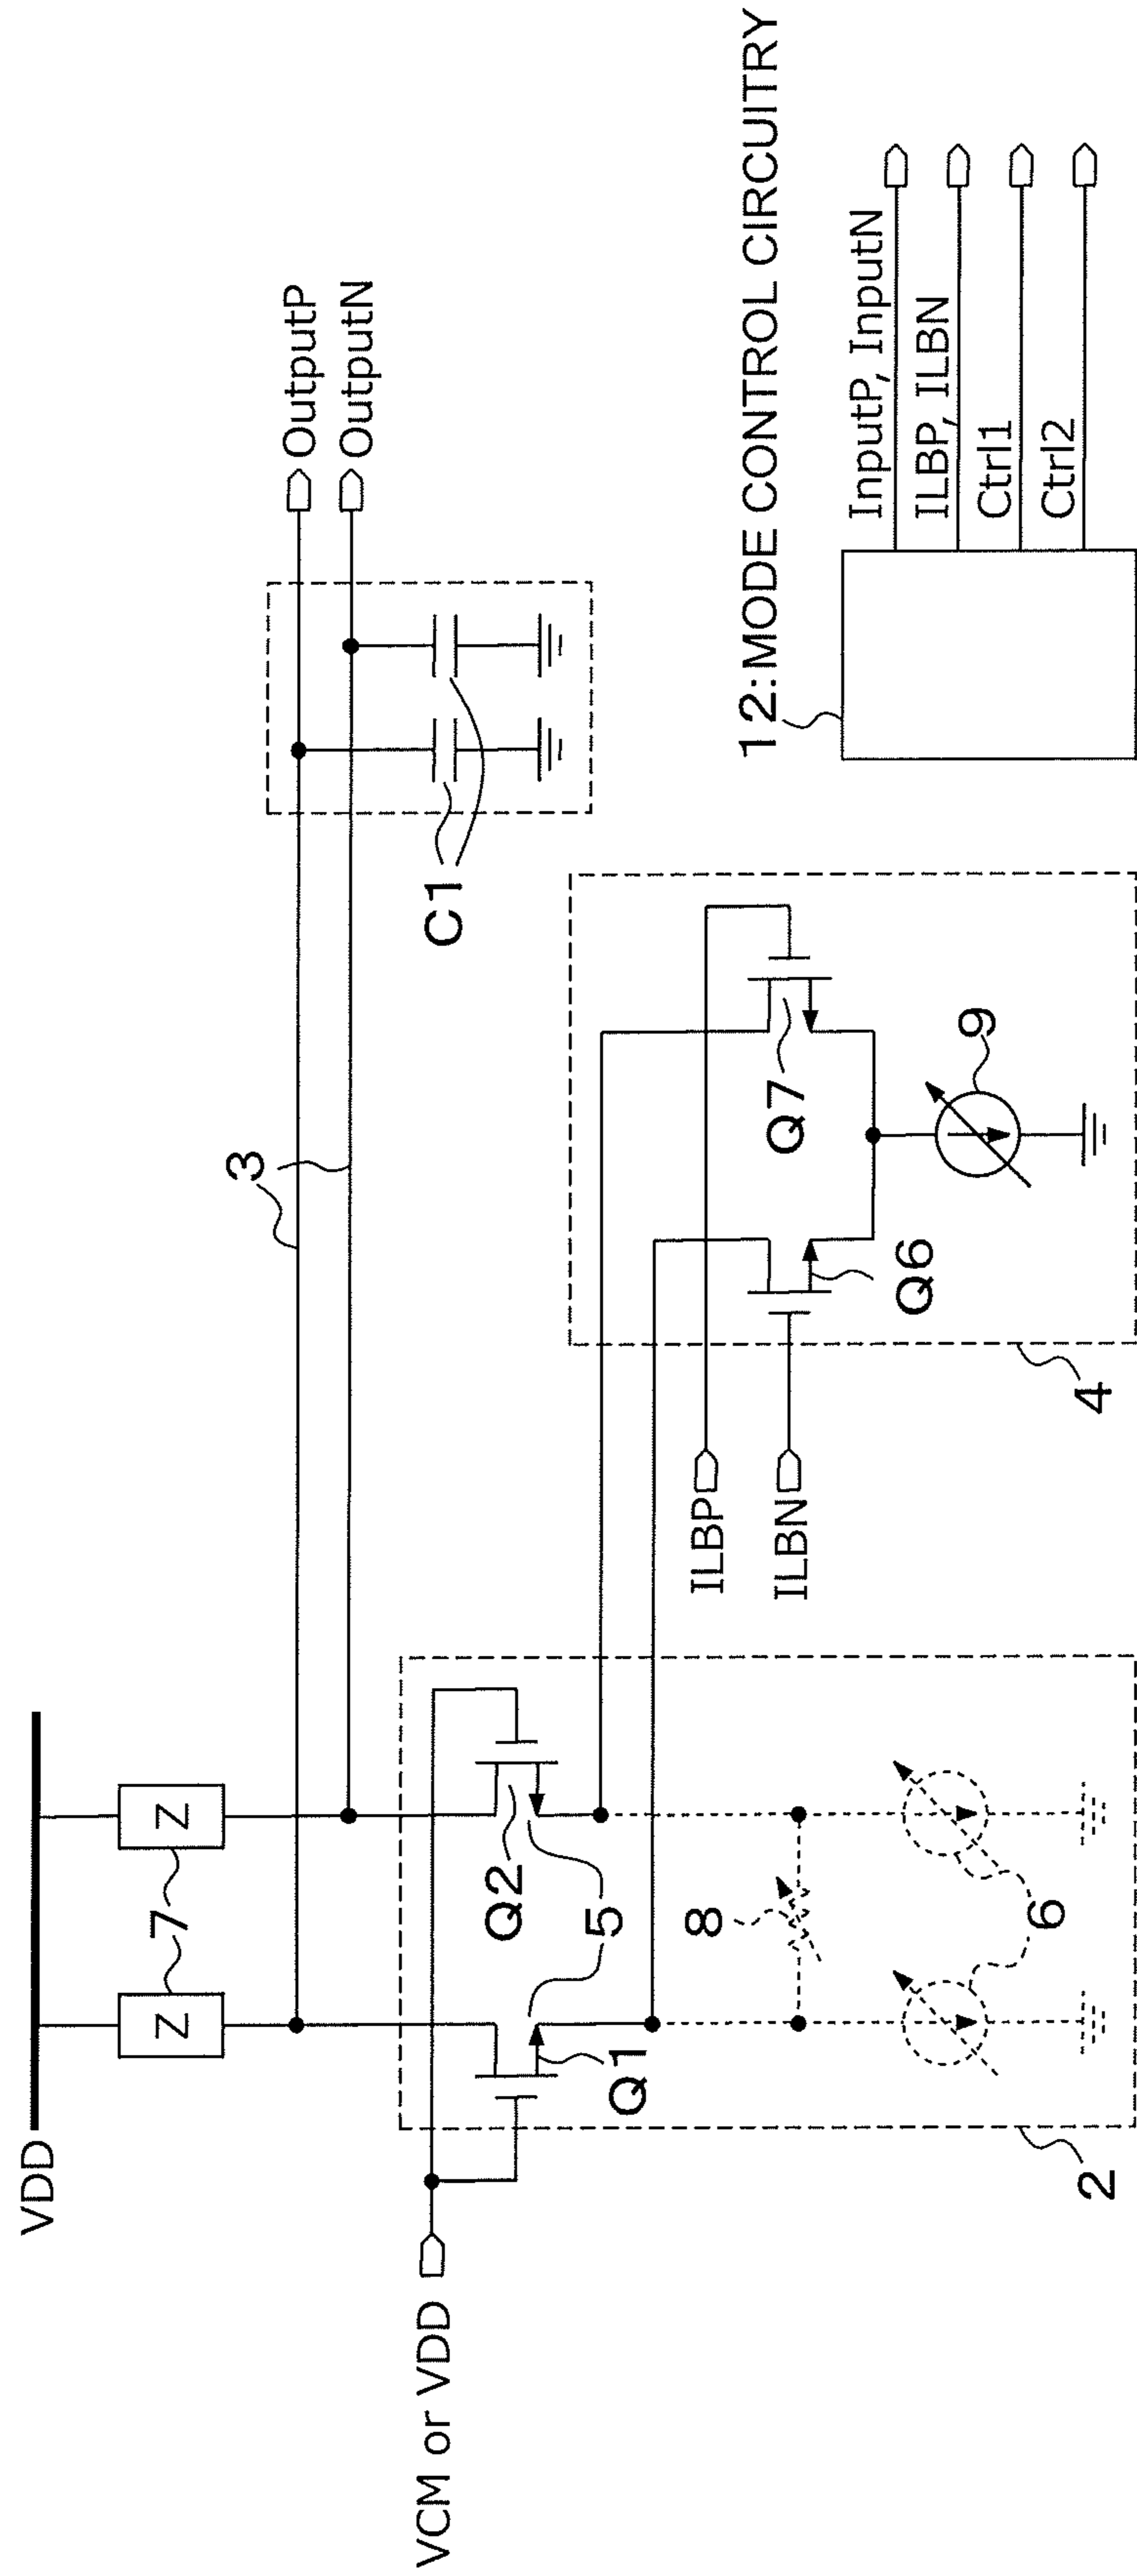 VDD
Z
Z
7
3
OutputP
OutputN
VCM or VDD
Q1
Q2
5
8
6
2
C1
ILBP
ILBN
Q6
Q7
9
4
12:MODE CONTROL CIRCUITRY
InputP, InputN
ILBP, ILBN
Ctrl1
Ctrl2